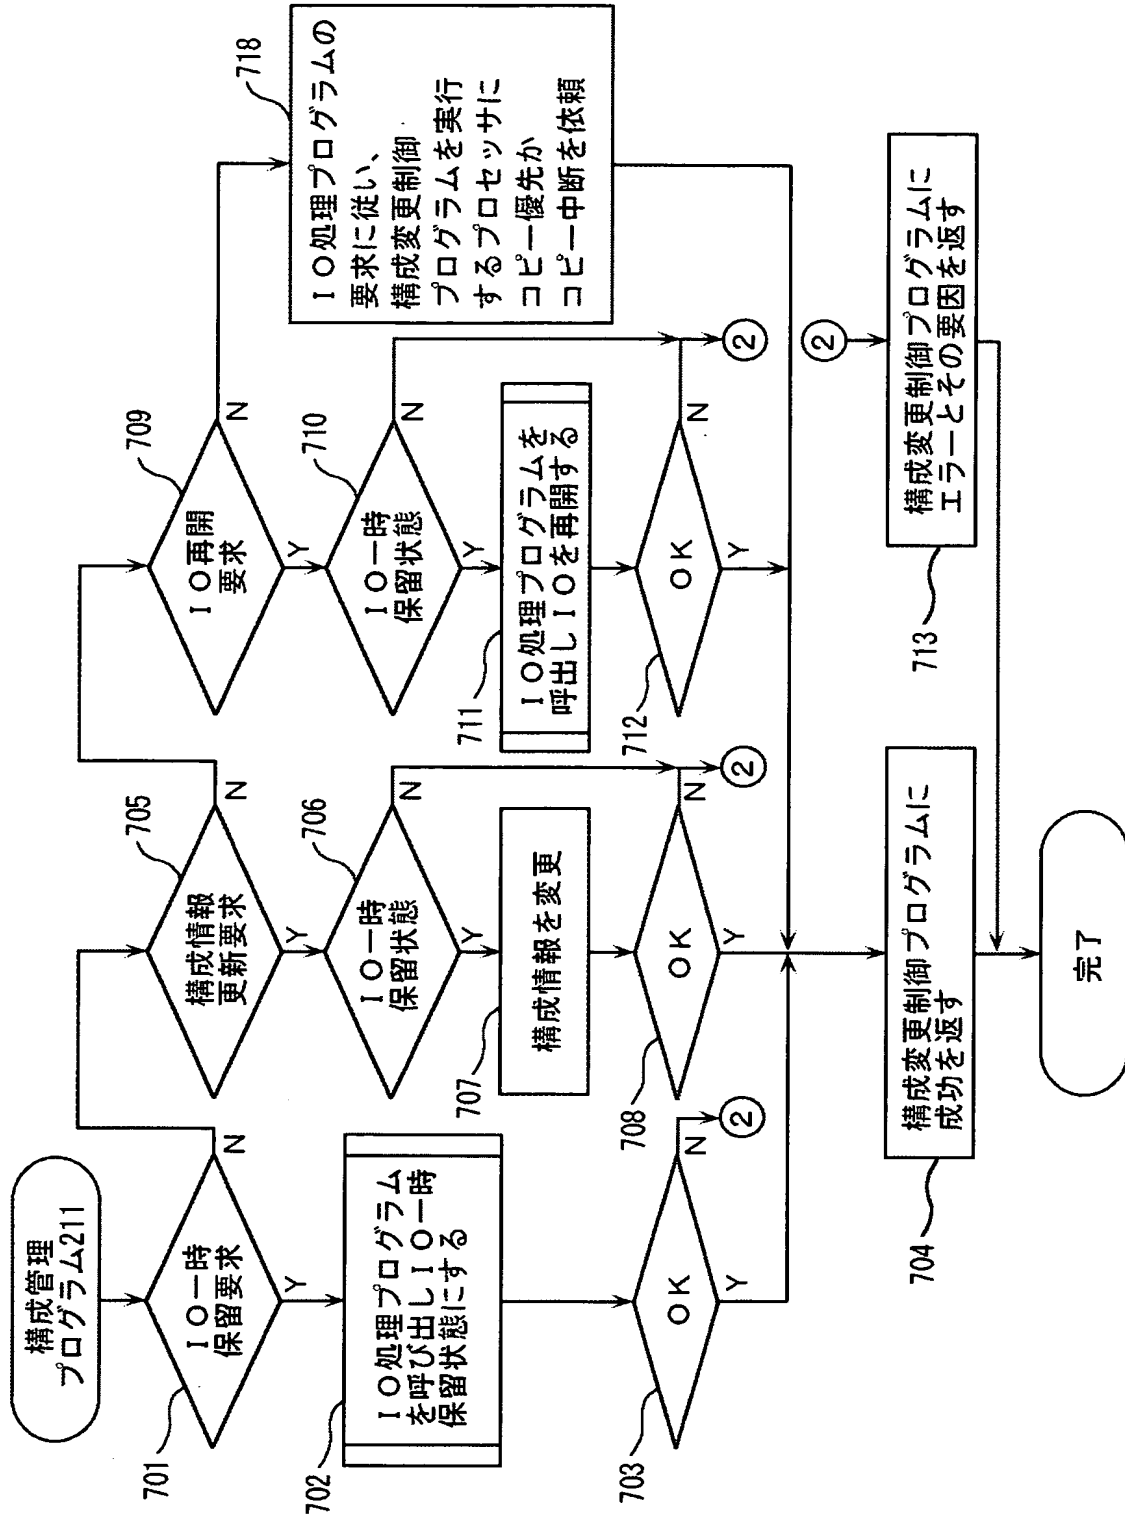 構成管理
プログラム211
701
ＩＯ一時
保留要求
Y
N
702
ＩＯ処理プログラム
を呼び出しＩＯ一時
保留状態にする
703
ＯＫ
Y
N
②
705
構成情報
更新要求
Y
N
706
ＩＯ一時
保留状態
Y
N
707
構成情報を変更
708
ＯＫ
Y
N
②
709
ＩＯ再開
要求
Y
N
710
ＩＯ一時
保留状態
Y
N
711
ＩＯ処理プログラムを
呼出しＩＯを再開する
712
ＯＫ
Y
N
②
718
ＩＯ処理プログラムの
要求に従い、
構成変更制御
プログラムを実行
するプロセッサに
コピー優先か
コピー中断を依頼
704
構成変更制御プログラムに
成功を返す
②
713
構成変更制御プログラムに
エラーとその要因を返す
完了